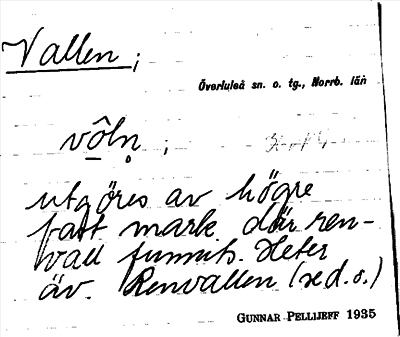 Vallen;
Överluleå sn. o. tg., Norrb. län
vôln̥ ;
utgöres av högre
fast mark där ren-
vall funnits. Heter
äv. Renvallen (se d. o.)
GUNNAR PELLIJEFF 1935